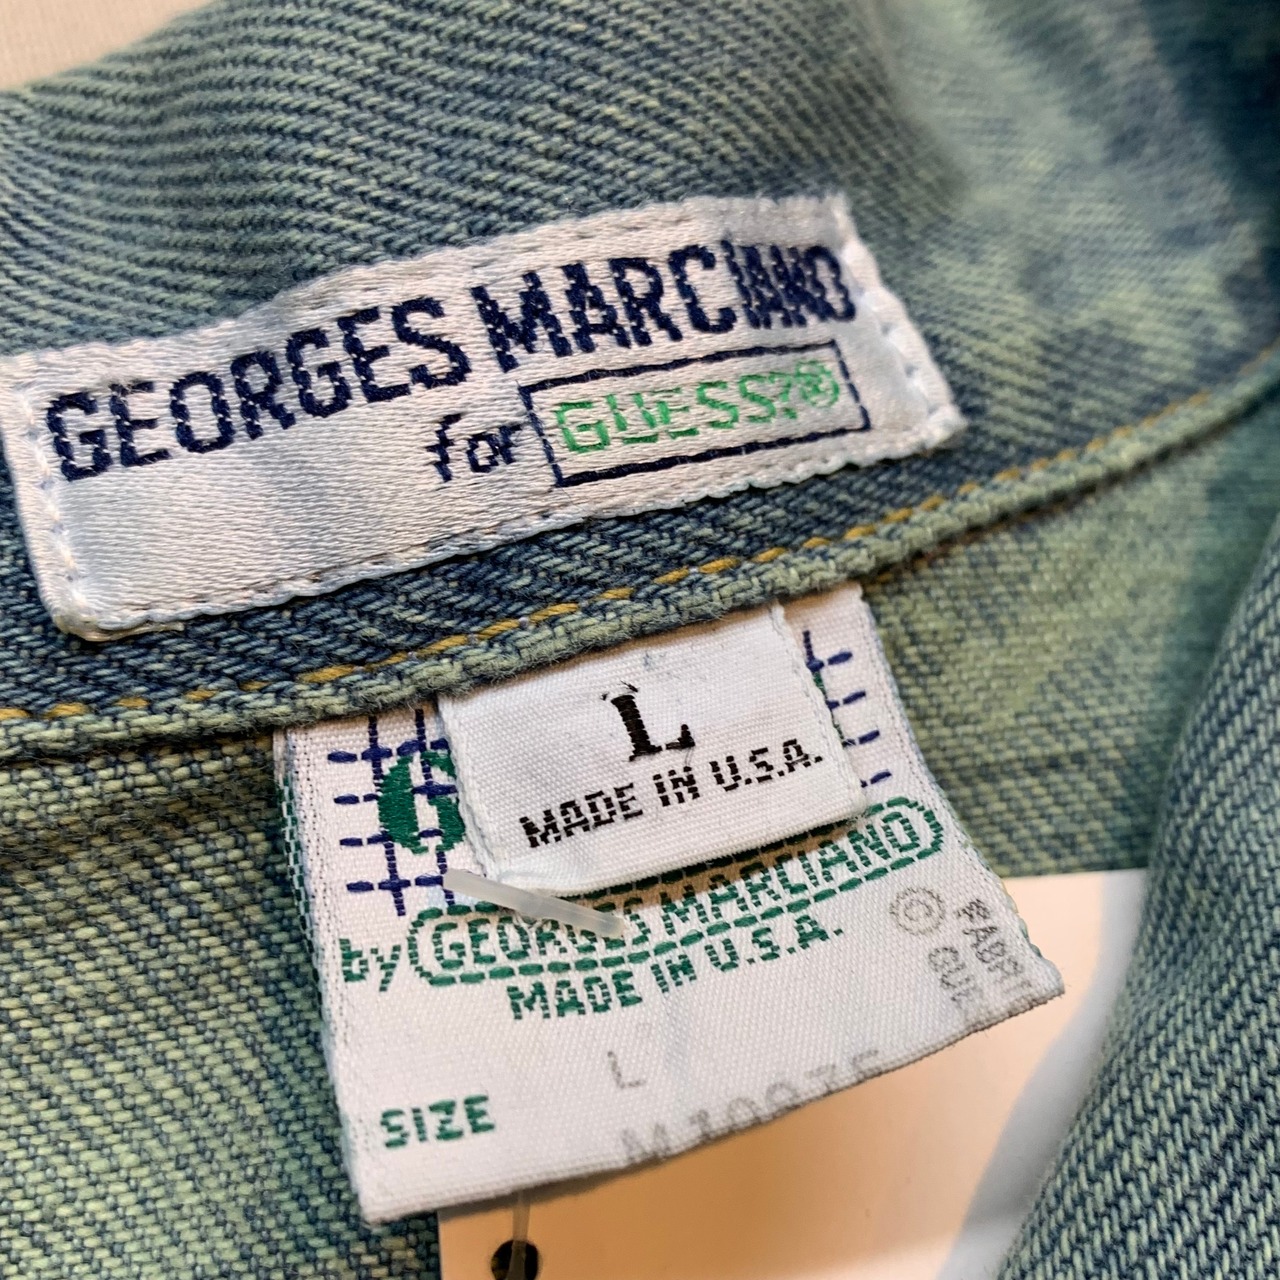 GEORGES MARCIANO
for GUESS?®
L
MADE IN U.S.A.
G
by GEORGES MARCIANO
MADE IN U.S.A.
©
L
SIZE